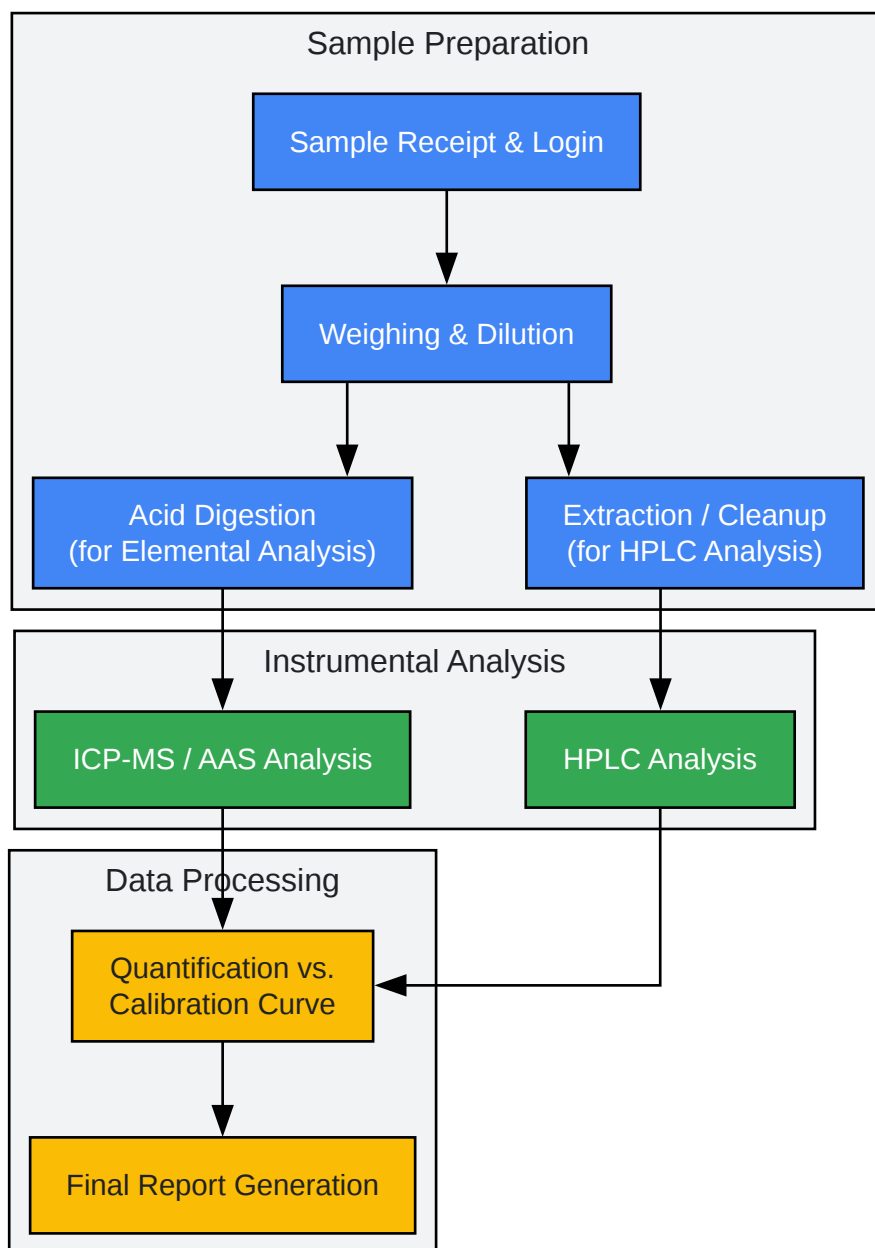 Sample Preparation
Sample Receipt & Login
Weighing & Dilution
Acid Digestion
(for Elemental Analysis)
Extraction / Cleanup
(for HPLC Analysis)
Instrumental Analysis
ICP-MS / AAS Analysis
HPLC Analysis
Data Processing
Quantification vs.
Calibration Curve
Final Report Generation